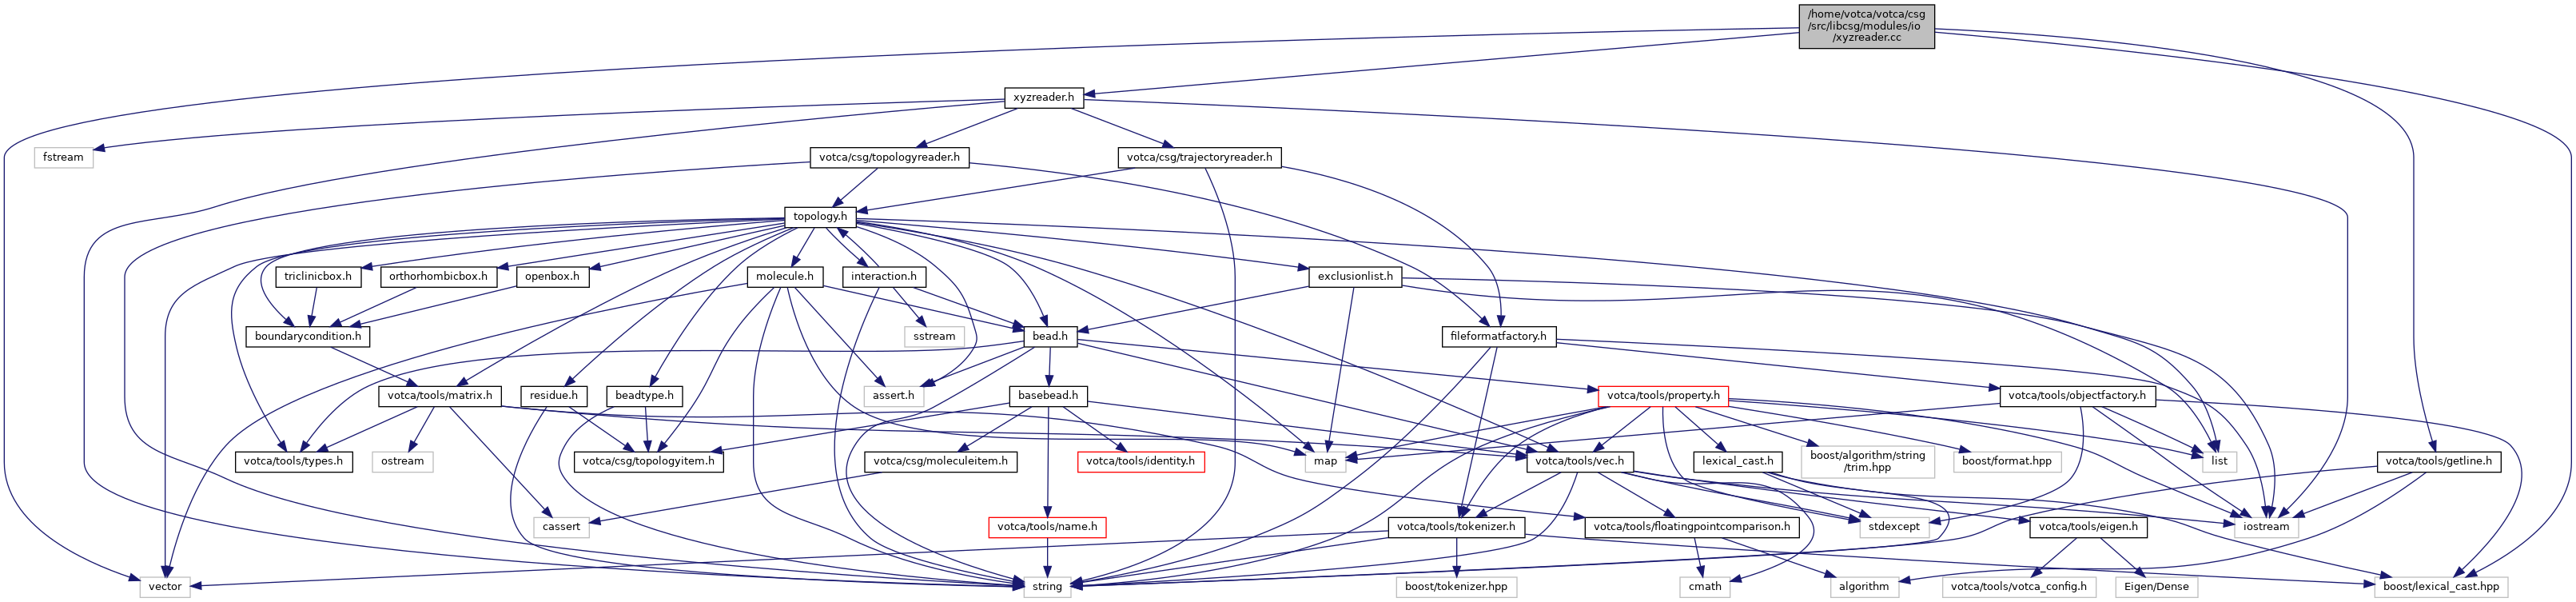 /home/votca/votca/csg
/src/libcsg/modules/io
/xyzreader.cc
xyzreader.h
fstream
votca/csg/topologyreader.h
votca/csg/trajectoryreader.h
topology.h
triclinicbox.h
orthorhombicbox.h
openbox.h
molecule.h
interaction.h
exclusionlist.h
boundarycondition.h
sstream
bead.h
fileformatfactory.h
votca/tools/matrix.h
residue.h
beadtype.h
assert.h
basebead.h
votca/tools/property.h
votca/tools/objectfactory.h
votca/tools/types.h
ostream
votca/csg/topologyitem.h
votca/csg/moleculeitem.h
votca/tools/identity.h
map
votca/tools/vec.h
lexical_cast.h
boost/algorithm/string
/trim.hpp
boost/format.hpp
list
votca/tools/getline.h
cassert
votca/tools/name.h
votca/tools/tokenizer.h
votca/tools/floatingpointcomparison.h
stdexcept
votca/tools/eigen.h
iostream
vector
string
boost/tokenizer.hpp
cmath
algorithm
votca/tools/votca_config.h
Eigen/Dense
boost/lexical_cast.hpp